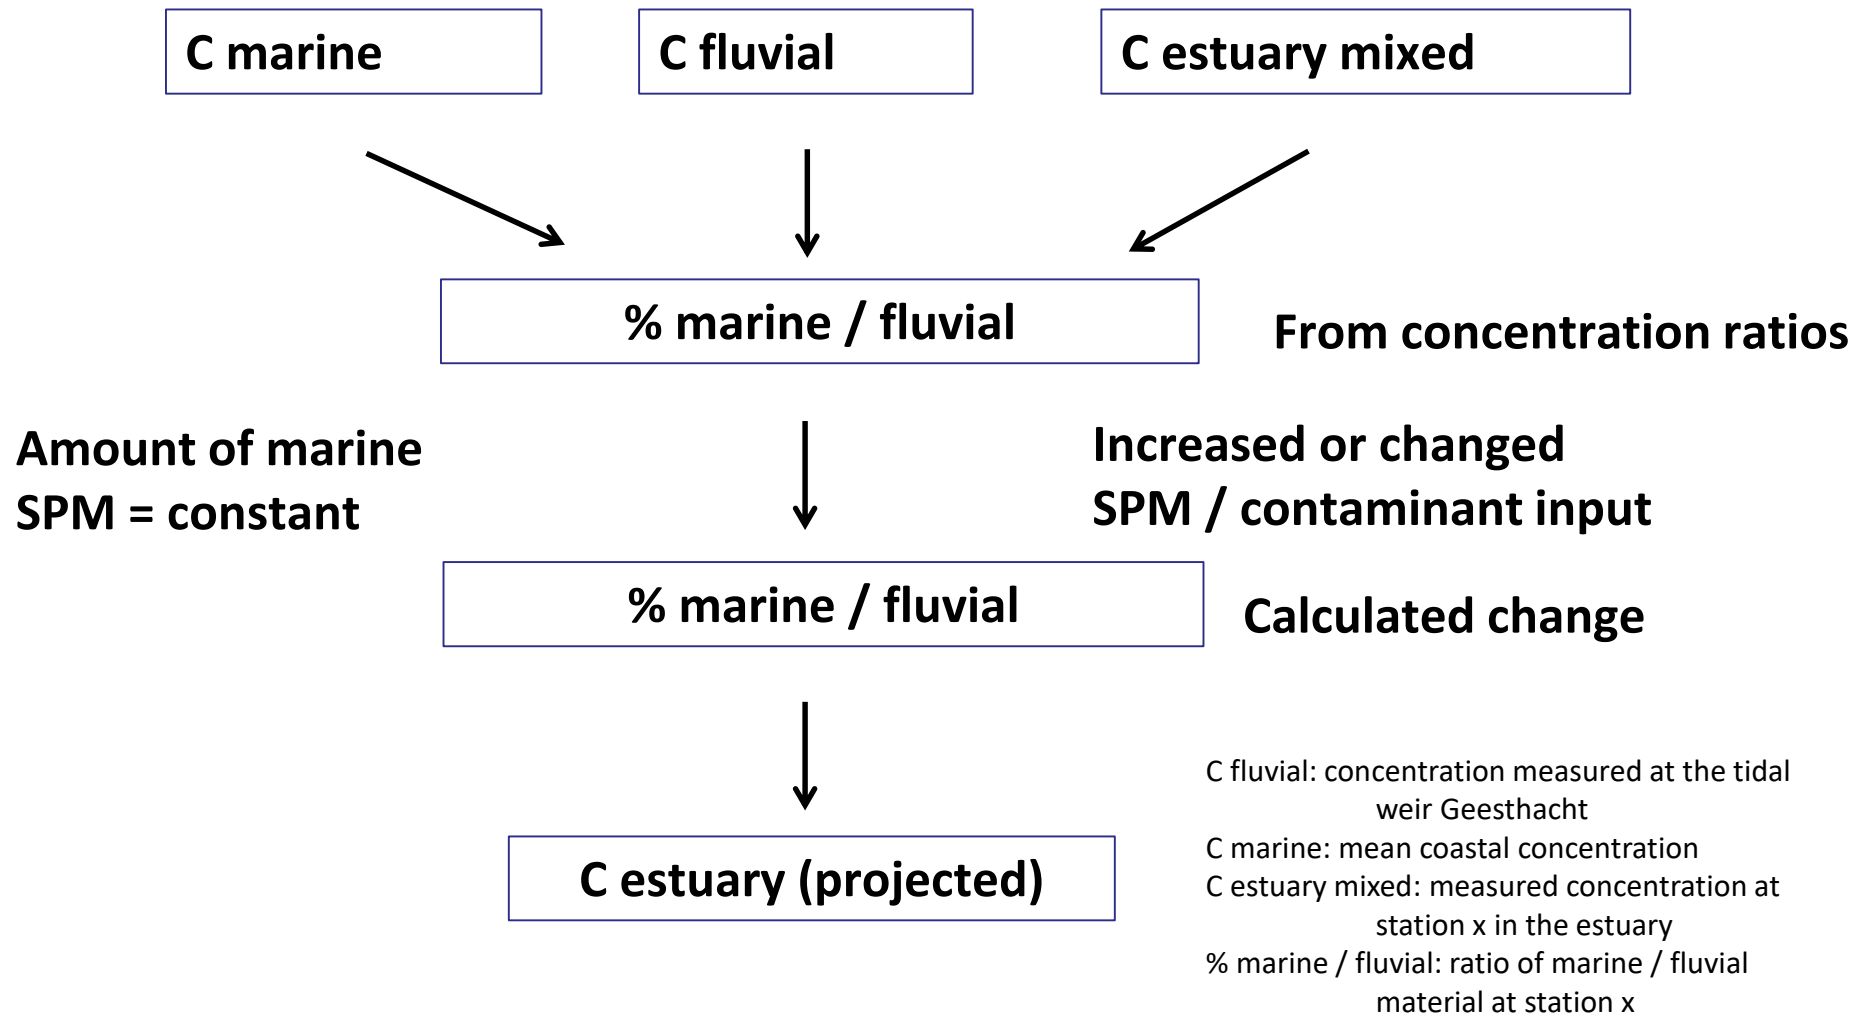 C marine
C fluvial
C estuary mixed
% marine / fluvial
From concentration ratios
Amount of marine
SPM = constant
Increased or changed
SPM / contaminant input
% marine / fluvial
Calculated change
C estuary (projected)
C fluvial: concentration measured at the tidal
weir Geesthacht
C marine: mean coastal concentration
C estuary mixed: measured concentration at
station x in the estuary
% marine / fluvial: ratio of marine / fluvial
material at station x